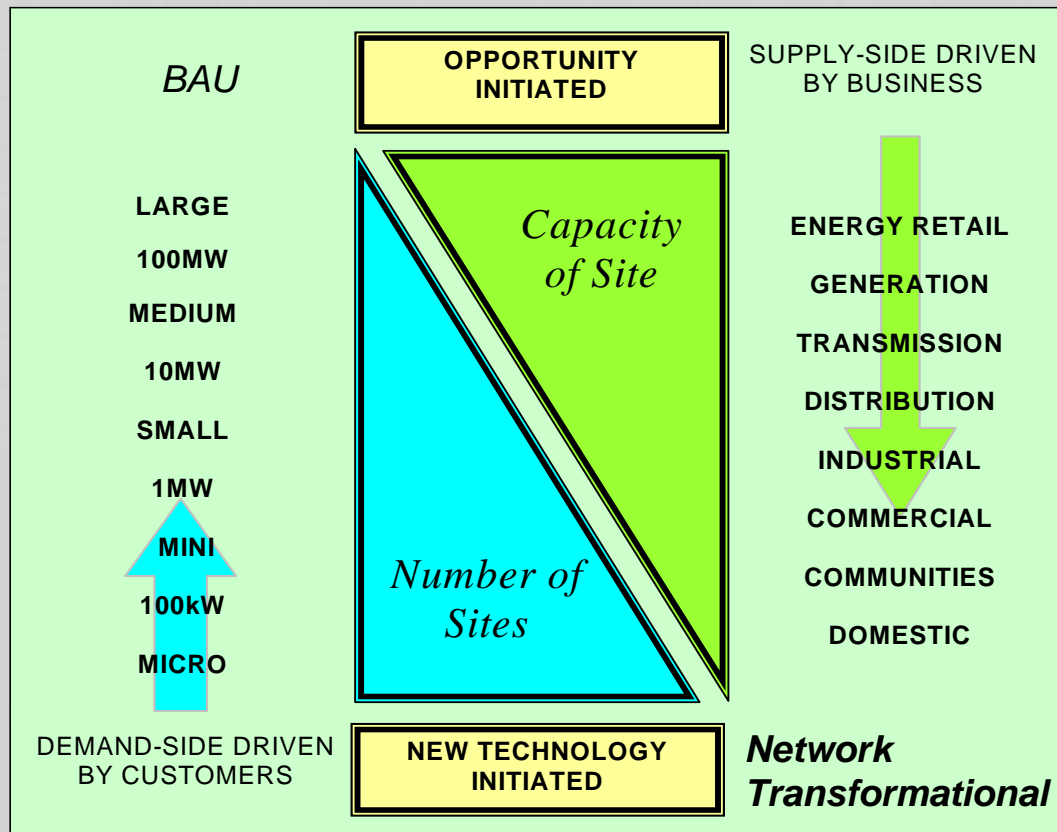 BAU
OPPORTUNITY
INITIATED
SUPPLY-SIDE DRIVEN
BY BUSINESS
LARGE
100MW
MEDIUM
10MW
SMALL
1MW
MINI
100kW
MICRO
DEMAND-SIDE DRIVEN
BY CUSTOMERS
Capacity
of Site
Number of
Sites
ENERGY RETAIL
GENERATION
TRANSMISSION
DISTRIBUTION
INDUSTRIAL
COMMERCIAL
COMMUNITIES
DOMESTIC
NEW TECHNOLOGY
INITIATED
Network
Transformational